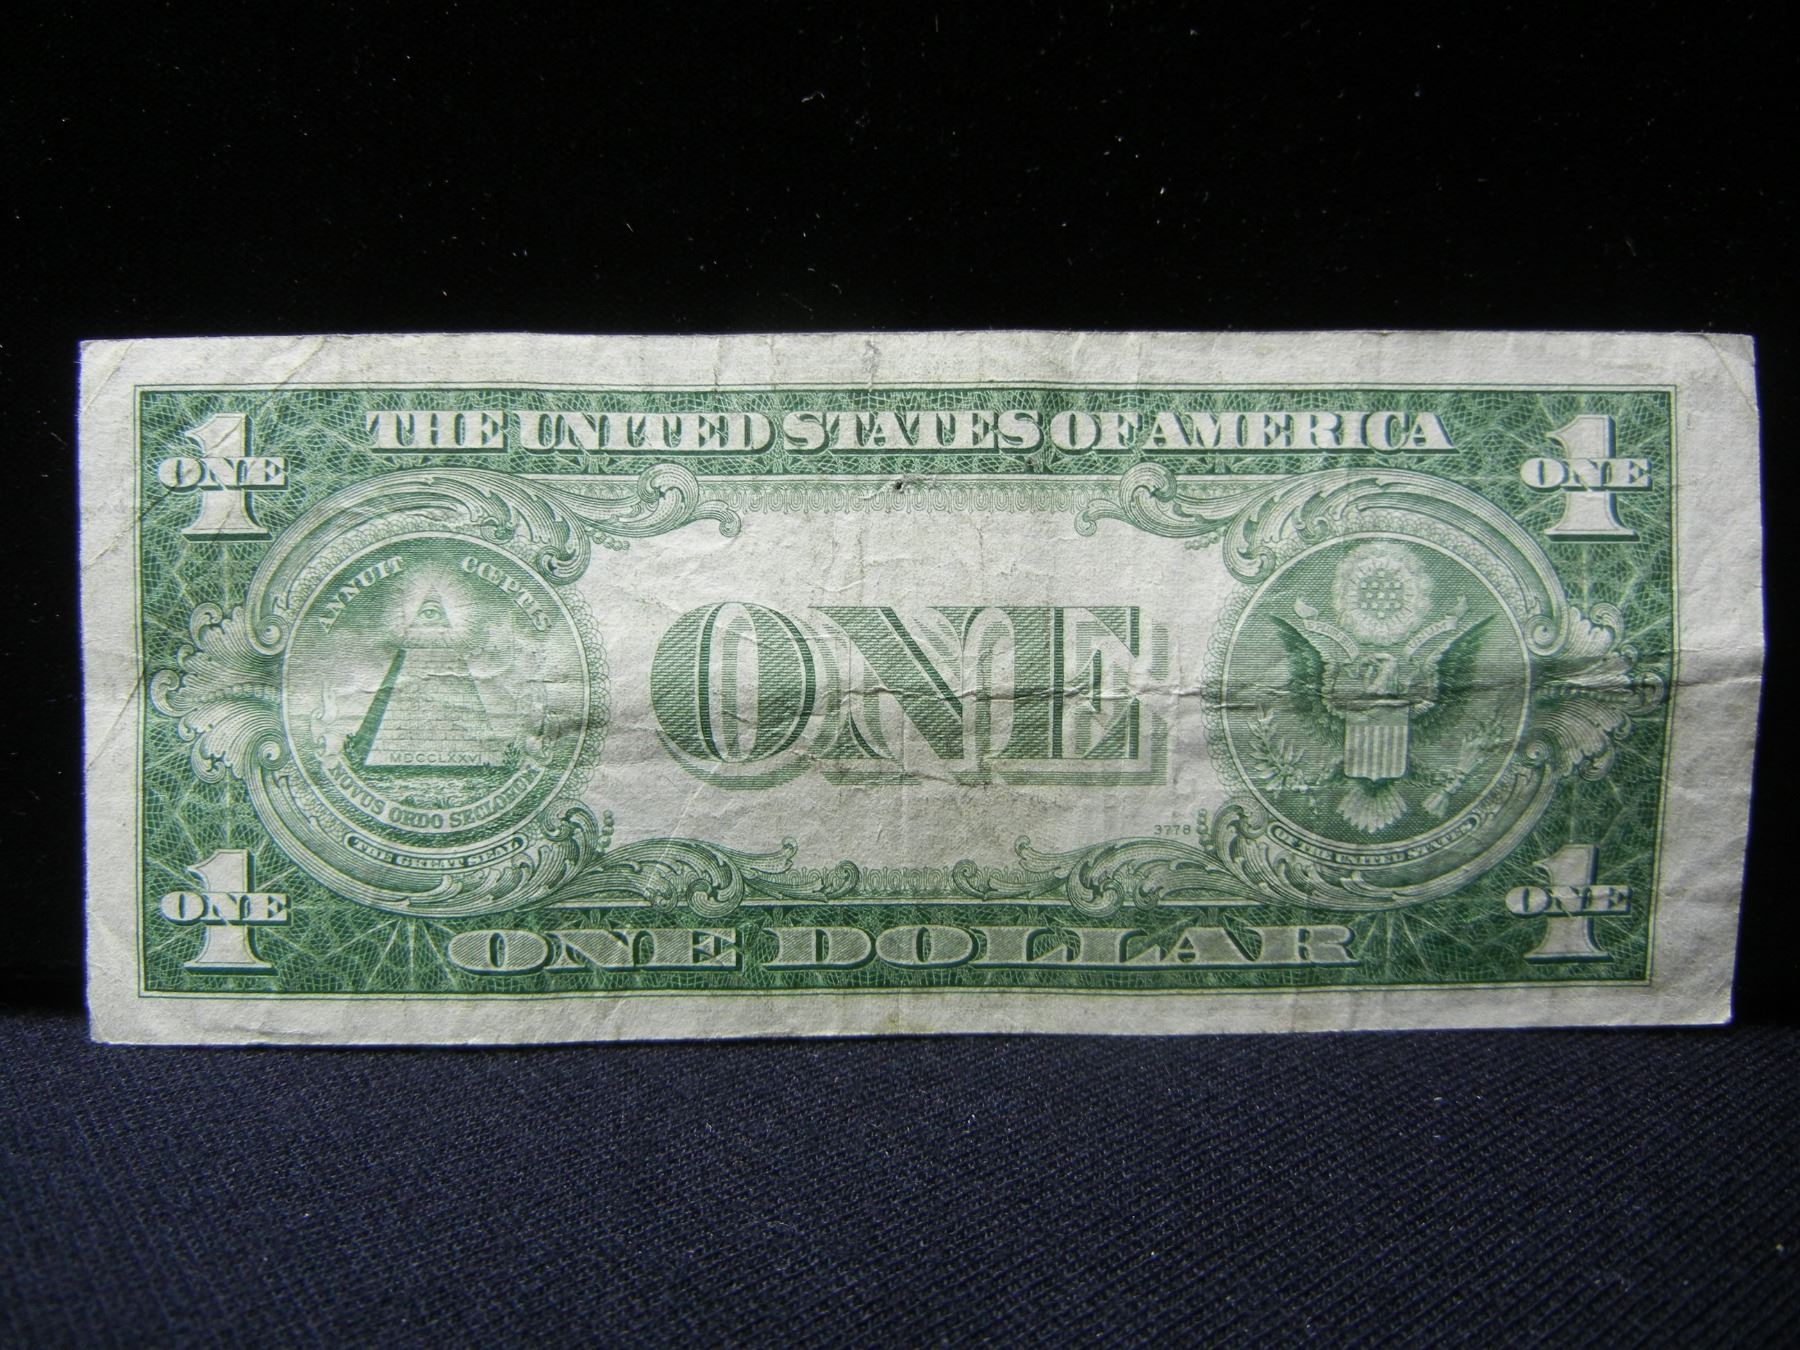 THE UNITED STATES OF AMERICA
1
ONE
1
ONE
ANNUIT CŒPTIS
MDCCLXXVI
NOVUS ORDO SECLORUM
THE GREAT SEAL
ONE
3778
OF THE UNITED STATES
1
ONE
1
ONE
ONE DOLLAR